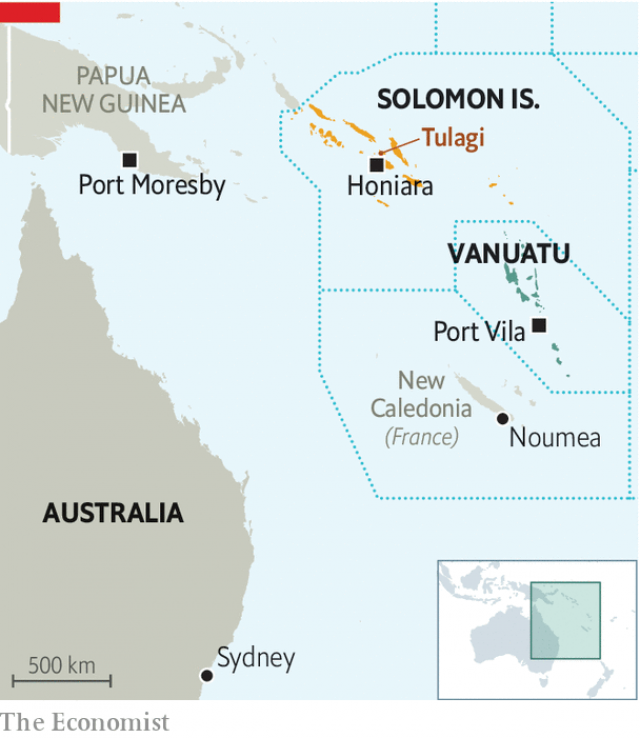 PAPUA
NEW GUINEA
SOLOMON IS.
Tulagi
Port Moresby
Honiara
VANUATU
Port Vila
New
Caledonia
(France)
Noumea
AUSTRALIA
Sydney
500 km
The Economist